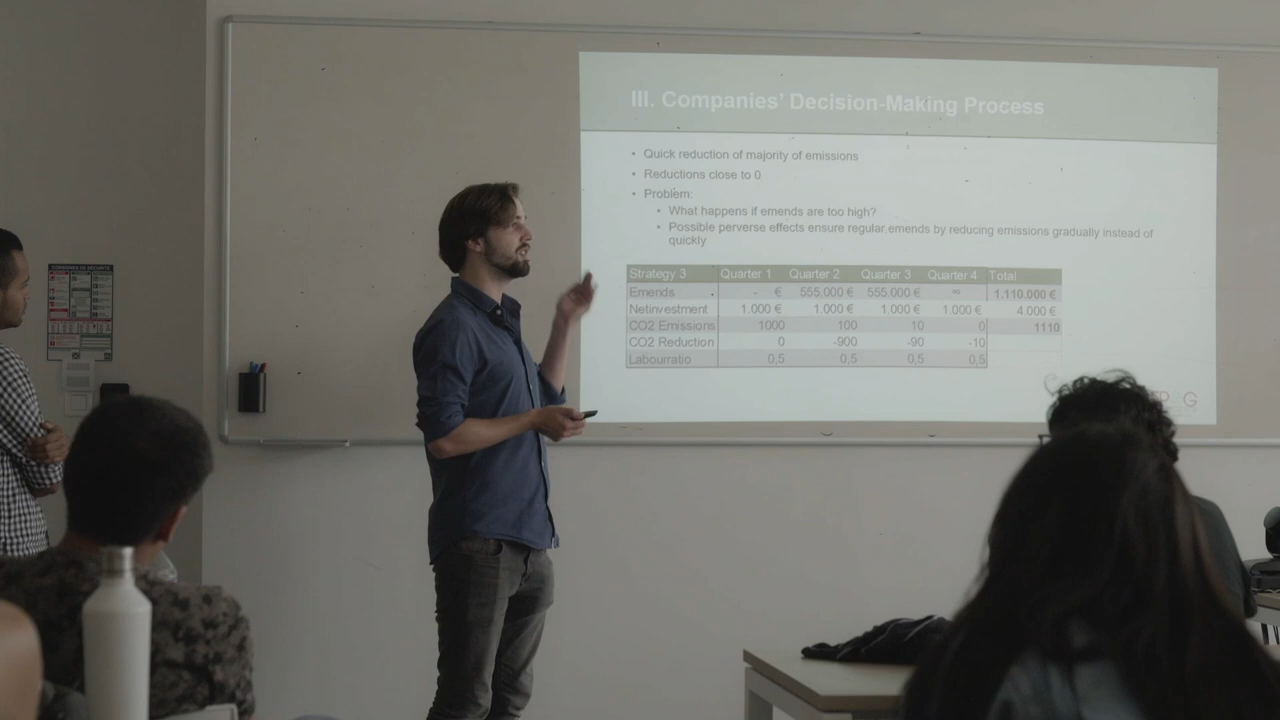 III. Companies' Decision-Making Process
• Quick reduction of majority of emissions
• Reductions close to 0
• Problem:
• What happens if emends are too high?
• Possible perverse effects ensure regular emends by reducing emissions gradually instead of
quickly
Strategy 3 Quarter 1 Quarter 2 Quarter 3 Quarter 4 Total
Emends - € 555.000 € 555.000 € ∞ 1.110.000 €
Netinvestment 1.000 € 1.000 € 1.000 € 1.000 € 4.000 €
CO2 Emissions 1000 100 10 0 1110
CO2 Reduction 0 -900 -90 -10
Labourratio 0,5 0,5 0,5 0,5
CONSIGNES DE SÉCURITÉ